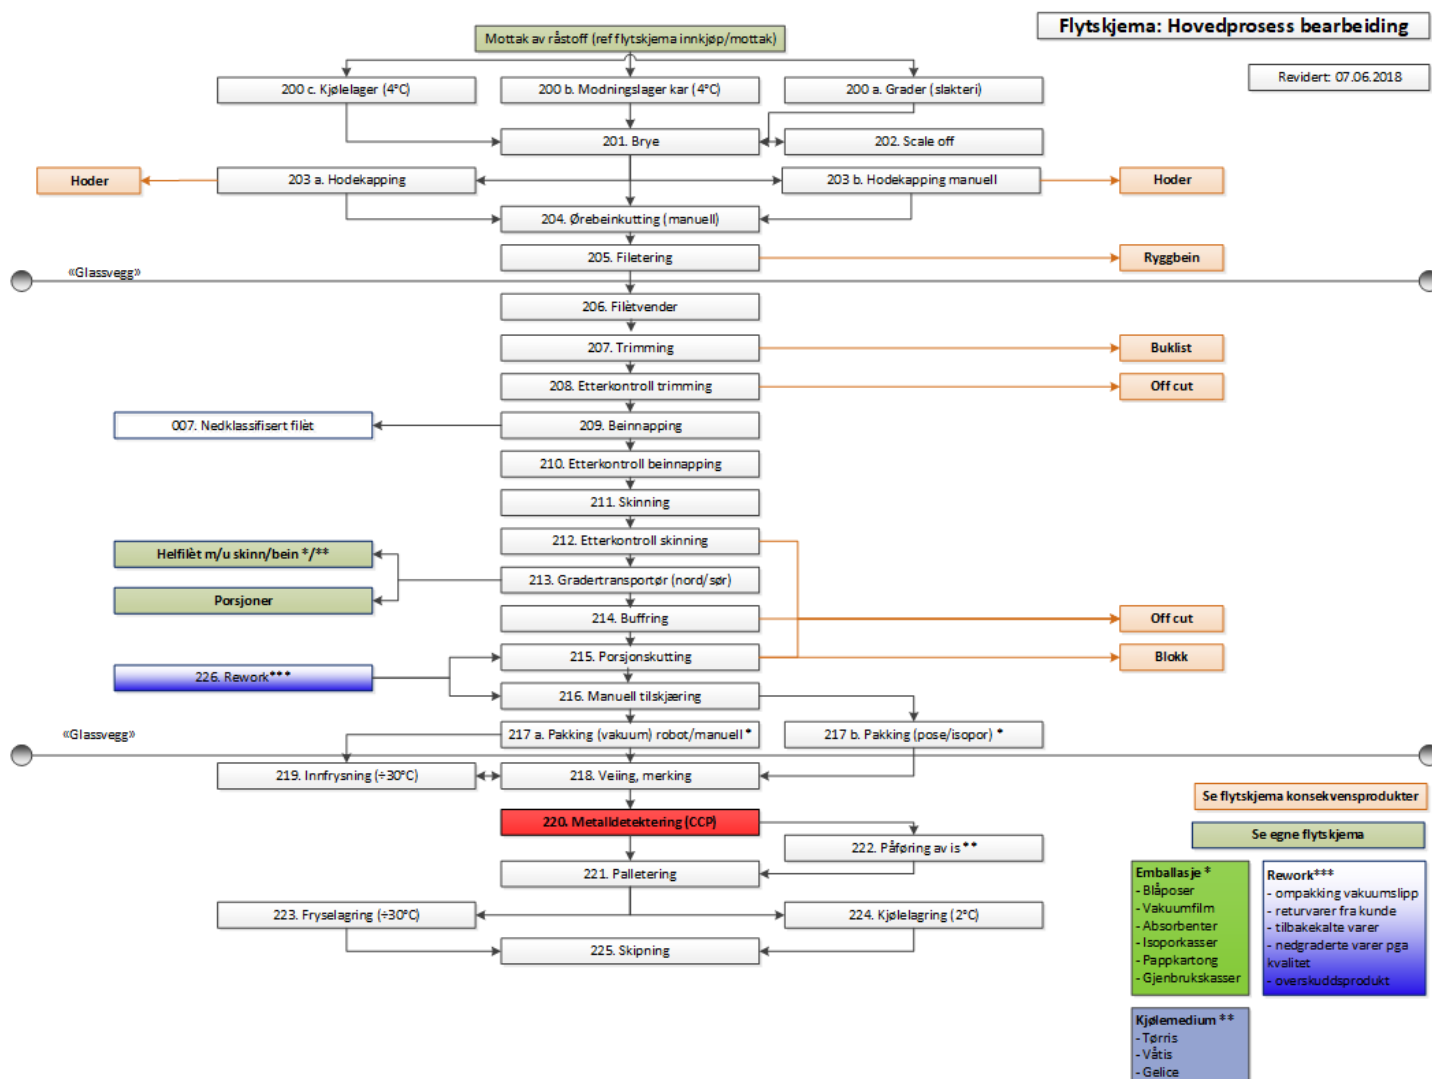 Flytskjema: Hovedprosess bearbeiding
Mottak av råstoff (ref flytskjema innkjøp/mottak)
Revidert: 07.06.2018
200 c. Kjølelager (4°C)
200 b. Modningslager kar (4°C)
200 a. Grader (slakteri)
201. Brye
202. Scale off
Hoder
203 a. Hodekapping
203 b. Hodekapping manuell
Hoder
204. Ørebeinkutting (manuell)
205. Filetering
Ryggbein
«Glassvegg»
206. Filètvender
207. Trimming
Buklist
208. Etterkontroll trimming
Off cut
007. Nedklassifisert filèt
209. Beinnapping
210. Etterkontroll beinnapping
211. Skinning
212. Etterkontroll skinning
Helfilèt m/u skinn/bein */**
213. Gradertransportør (nord/sør)
Porsjoner
214. Buffring
Off cut
215. Porsjonskutting
Blokk
226. Rework***
216. Manuell tilskjæring
«Glassvegg»
217 a. Pakking (vakuum) robot/manuell *
217 b. Pakking (pose/isopor) *
219. Innfrysning (÷30°C)
218. Veiing, merking
Se flytskjema konsekvensprodukter
220. Metalldetektering (CCP)
Se egne flytskjema
222. Påføring av is **
221. Palletering
223. Fryselagring (÷30°C)
224. Kjølelagring (2°C)
225. Skipning
Emballasje *
- Blåposer
- Vakuumfilm
- Absorbenter
- Isoporkasser
- Pappkartong
- Gjenbrukskasser
Rework***
- ompakking vakuumslipp
- returvarer fra kunde
- tilbakekalte varer
- nedgraderte varer pga
kvalitet
- overskuddsprodukt
Kjølemedium **
- Tørris
- Våtis
- Gelice